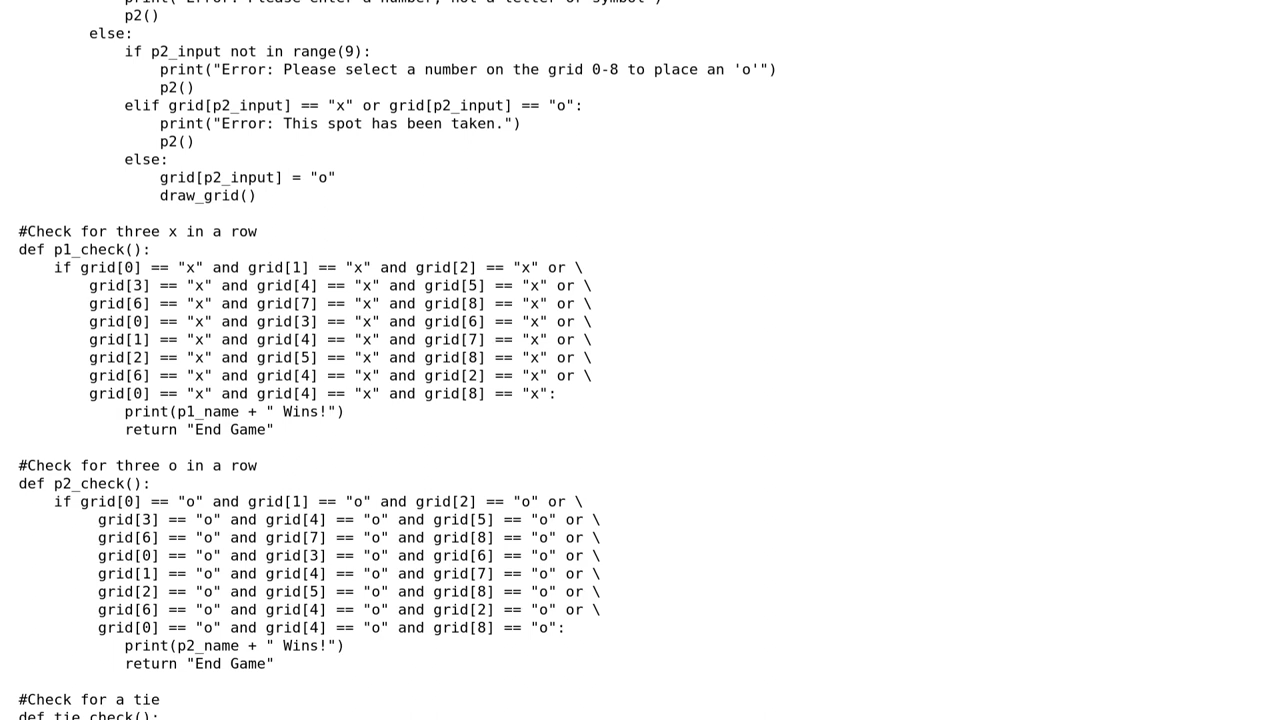 print("Error: Please enter a number, not a letter or symbol")
            p2()
        else:
            if p2_input not in range(9):
                print("Error: Please select a number on the grid 0-8 to place an 'o'")
                p2()
            elif grid[p2_input] == "x" or grid[p2_input] == "o":
                print("Error: This spot has been taken.")
                p2()
            else:
                grid[p2_input] = "o"
                draw_grid()

#Check for three x in a row
def p1_check():
    if grid[0] == "x" and grid[1] == "x" and grid[2] == "x" or \
        grid[3] == "x" and grid[4] == "x" and grid[5] == "x" or \
        grid[6] == "x" and grid[7] == "x" and grid[8] == "x" or \
        grid[0] == "x" and grid[3] == "x" and grid[6] == "x" or \
        grid[1] == "x" and grid[4] == "x" and grid[7] == "x" or \
        grid[2] == "x" and grid[5] == "x" and grid[8] == "x" or \
        grid[6] == "x" and grid[4] == "x" and grid[2] == "x" or \
        grid[0] == "x" and grid[4] == "x" and grid[8] == "x":
            print(p1_name + " Wins!")
            return "End Game"

#Check for three o in a row
def p2_check():
    if grid[0] == "o" and grid[1] == "o" and grid[2] == "o" or \
         grid[3] == "o" and grid[4] == "o" and grid[5] == "o" or \
         grid[6] == "o" and grid[7] == "o" and grid[8] == "o" or \
         grid[0] == "o" and grid[3] == "o" and grid[6] == "o" or \
         grid[1] == "o" and grid[4] == "o" and grid[7] == "o" or \
         grid[2] == "o" and grid[5] == "o" and grid[8] == "o" or \
         grid[6] == "o" and grid[4] == "o" and grid[2] == "o" or \
         grid[0] == "o" and grid[4] == "o" and grid[8] == "o":
            print(p2_name + " Wins!")
            return "End Game"

#Check for a tie
def tie_check():